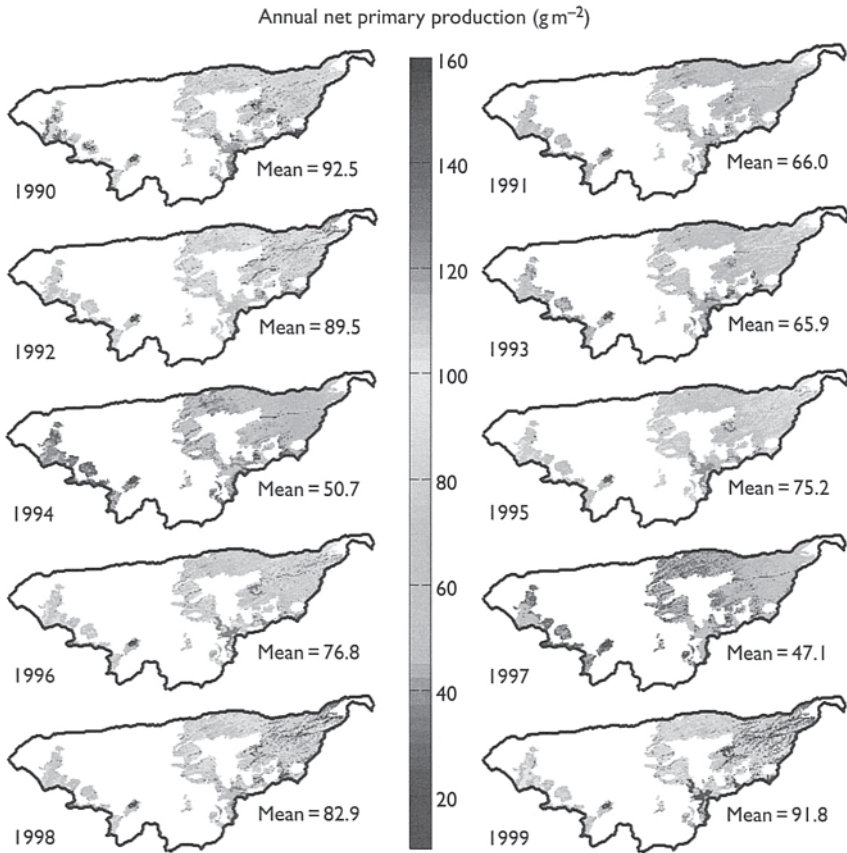 Annual net primary production (g m⁻²)
160
140
120
100
80
60
40
20
Mean = 92.5
1990
Mean = 66.0
1991
Mean = 89.5
1992
Mean = 65.9
1993
Mean = 50.7
1994
Mean = 75.2
1995
Mean = 76.8
1996
Mean = 47.1
1997
Mean = 82.9
1998
Mean = 91.8
1999